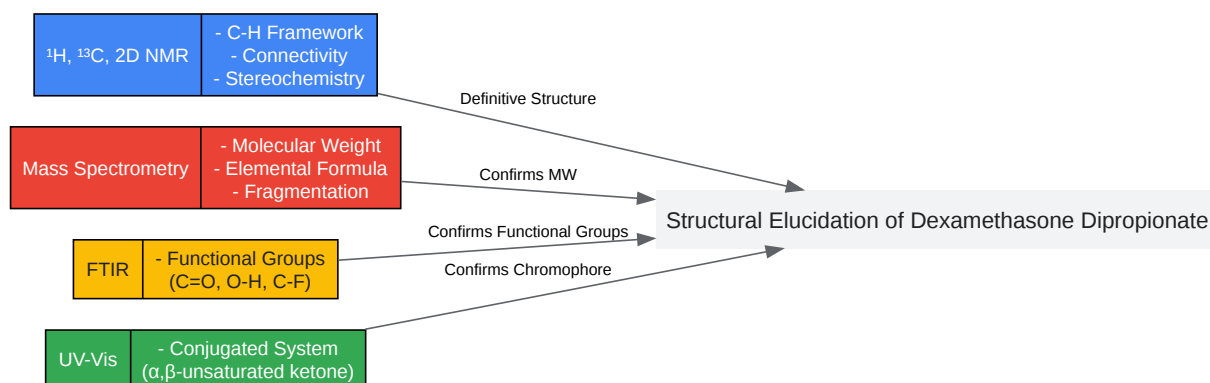 ¹H, ¹³C, 2D NMR
- C-H Framework
- Connectivity
- Stereochemistry
Definitive Structure
Mass Spectrometry
- Molecular Weight
- Elemental Formula
- Fragmentation
Confirms MW
Structural Elucidation of Dexamethasone Dipropionate
Confirms Functional Groups
FTIR
- Functional Groups
(C=O, O-H, C-F)
Confirms Chromophore
UV-Vis
- Conjugated System
(α,β-unsaturated ketone)